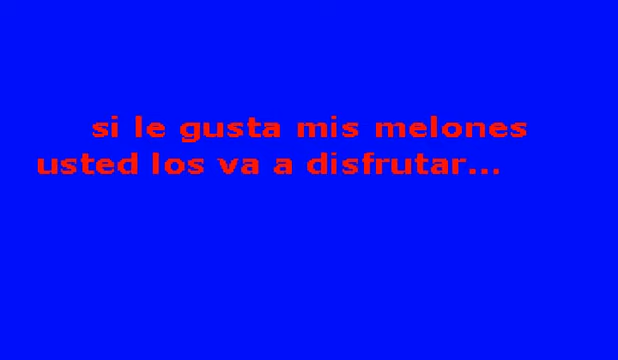 si le gusta mis melones
usted los va a disfrutar...